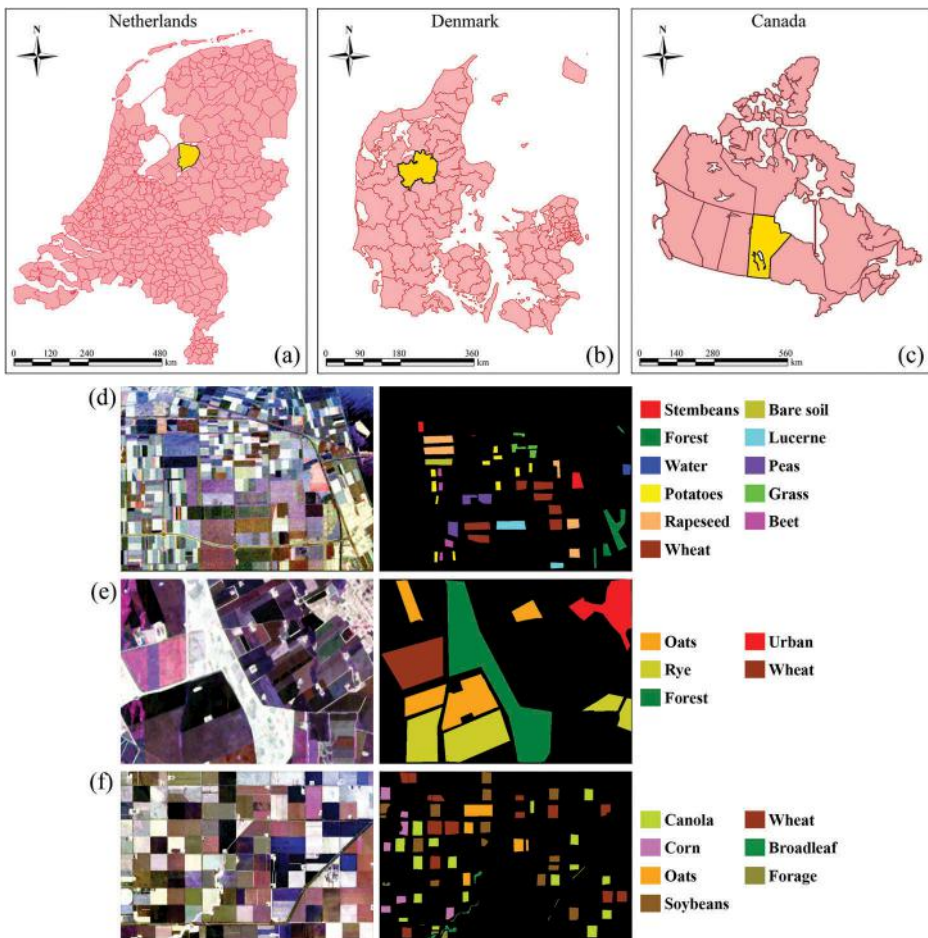 Netherlands
Denmark
Canada
N
N
N
0 120 240 480
km
(a)
0 90 180 360
km
(b)
0 140 280 560
km
(c)
(d)
Stembeans Bare soil
Forest Lucerne
Water Peas
Potatoes Grass
Rapeseed Beet
Wheat
(e)
Oats Urban
Rye Wheat
Forest
(f)
Canola Wheat
Corn Broadleaf
Oats Forage
Soybeans